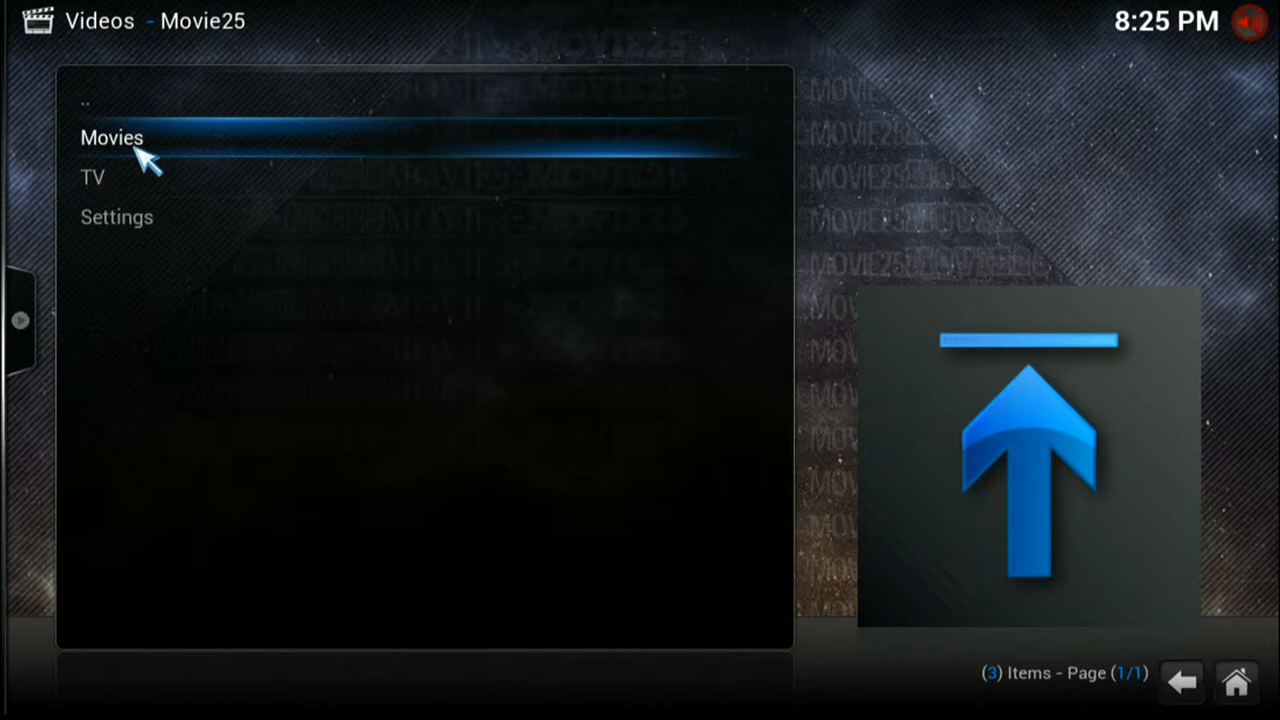 Videos - Movie25
8:25 PM
..
Movies
TV
Settings
(3) Items - Page (1/1)